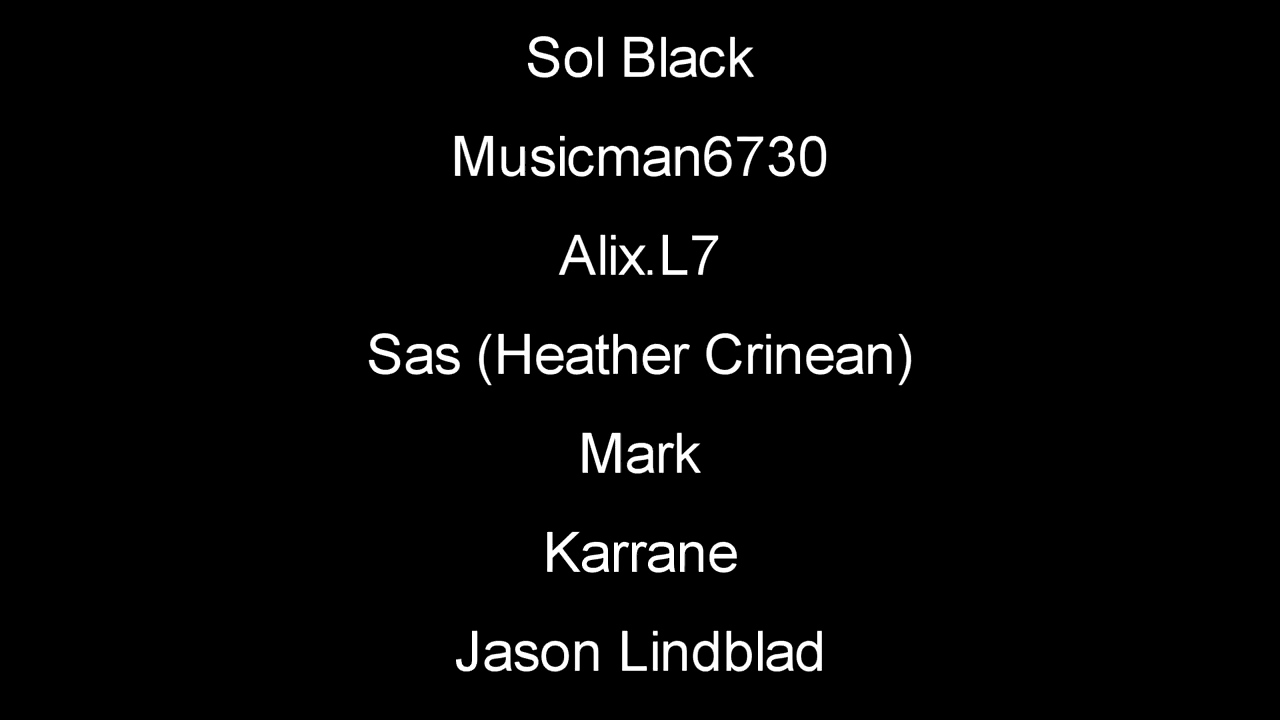 Sol Black
Musicman6730
Alix.L7
Sas (Heather Crinean)
Mark
Karrane
Jason Lindblad